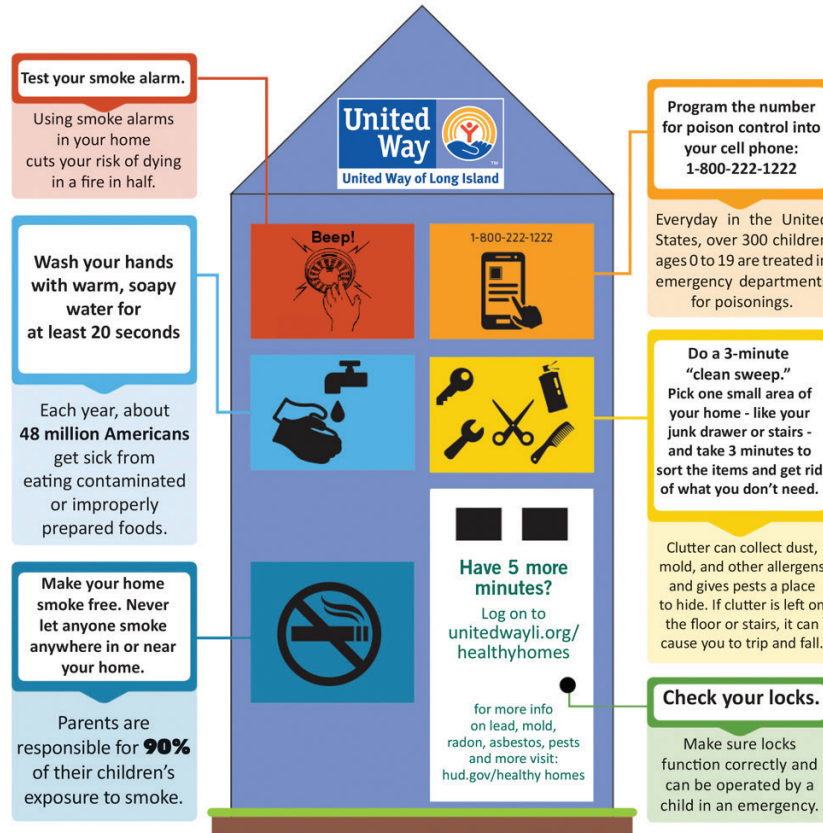 Test your smoke alarm.
Using smoke alarms
in your home
cuts your risk of dying
in a fire in half.
Wash your hands
with warm, soapy
water for
at least 20 seconds
Each year, about
48 million Americans
get sick from
eating contaminated
or improperly
prepared foods.
Make your home
smoke free. Never
let anyone smoke
anywhere in or near
your home.
Parents are
responsible for 90%
of their children's
exposure to smoke.
United
Way
TM
United Way of Long Island
Beep!
1-800-222-1222
Have 5 more
minutes?
Log on to
unitedwayli.org/
healthyhomes
for more info
on lead, mold,
radon, asbestos, pests
and more visit:
hud.gov/healthy homes
Program the number
for poison control into
your cell phone:
1-800-222-1222
Everyday in the United
States, over 300 children
ages 0 to 19 are treated in
emergency department
for poisonings.
Do a 3-minute
“clean sweep.”
Pick one small area of
your home - like your
junk drawer or stairs -
and take 3 minutes to
sort the items and get rid
of what you don't need.
Clutter can collect dust,
mold, and other allergens
and gives pests a place
to hide. If clutter is left on
the floor or stairs, it can
cause you to trip and fall.
Check your locks.
Make sure locks
function correctly and
can be operated by a
child in an emergency.